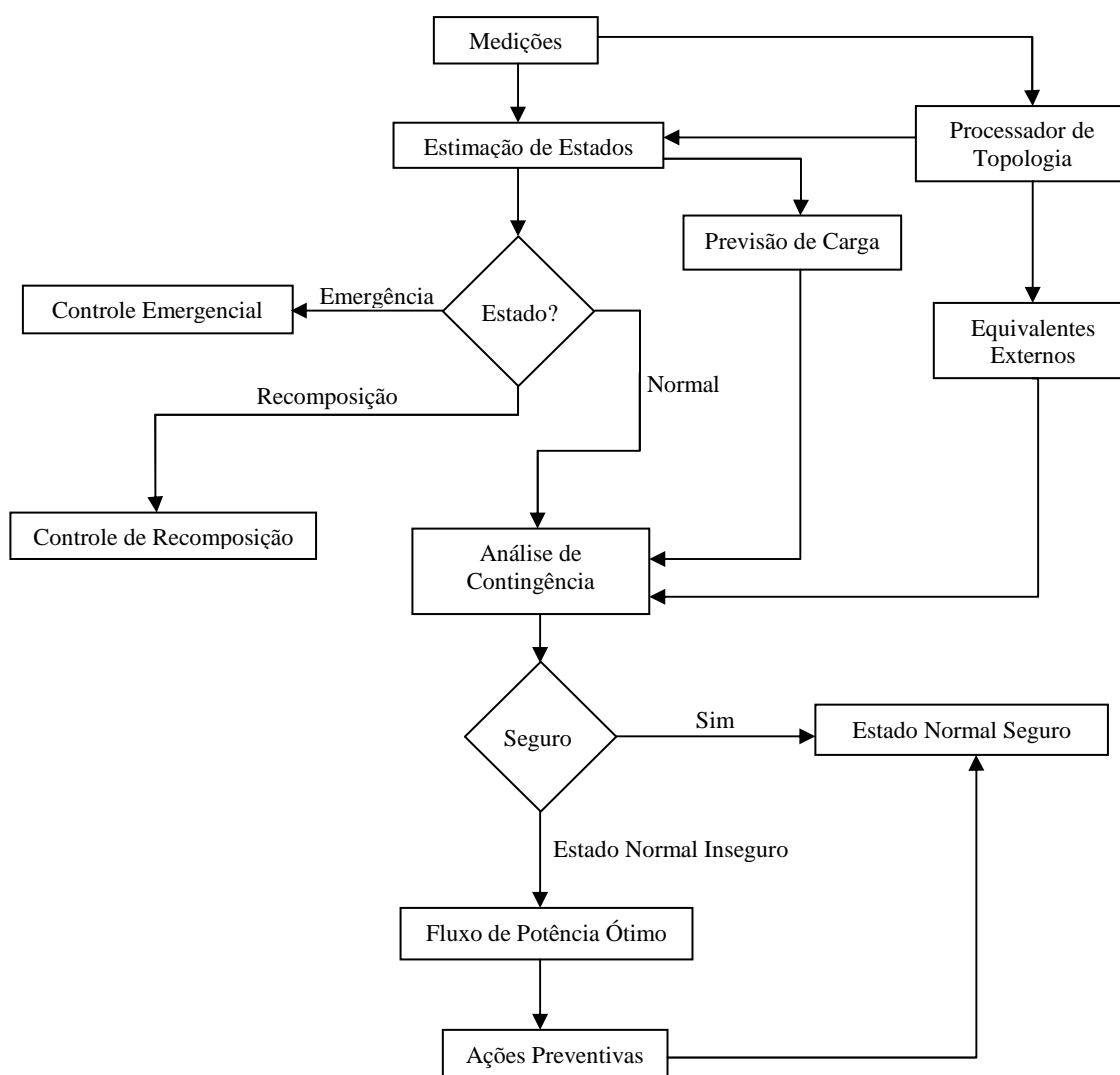 Medições
Processador de
Topologia
Estimação de Estados
Previsão de Carga
Emergência
Controle Emergencial
Estado?
Equivalentes
Externos
Recomposição
Normal
Controle de Recomposição
Análise de
Contingência
Sim
Estado Normal Seguro
Seguro
Estado Normal Inseguro
Fluxo de Potência Ótimo
Ações Preventivas